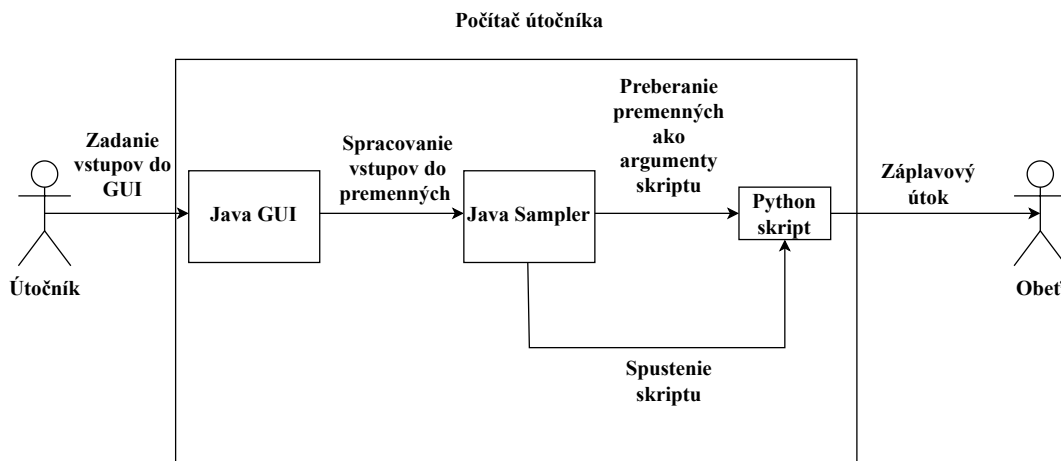 Počítač útočníka
Zadanie
vstupov do
GUI
Spracovanie
vstupov do
premenných
Preberanie
premenných
ako
argumenty
skriptu
Záplavový
útok
Java GUI
Java Sampler
Python
skript
Útočník
Obeť
Spustenie
skriptu